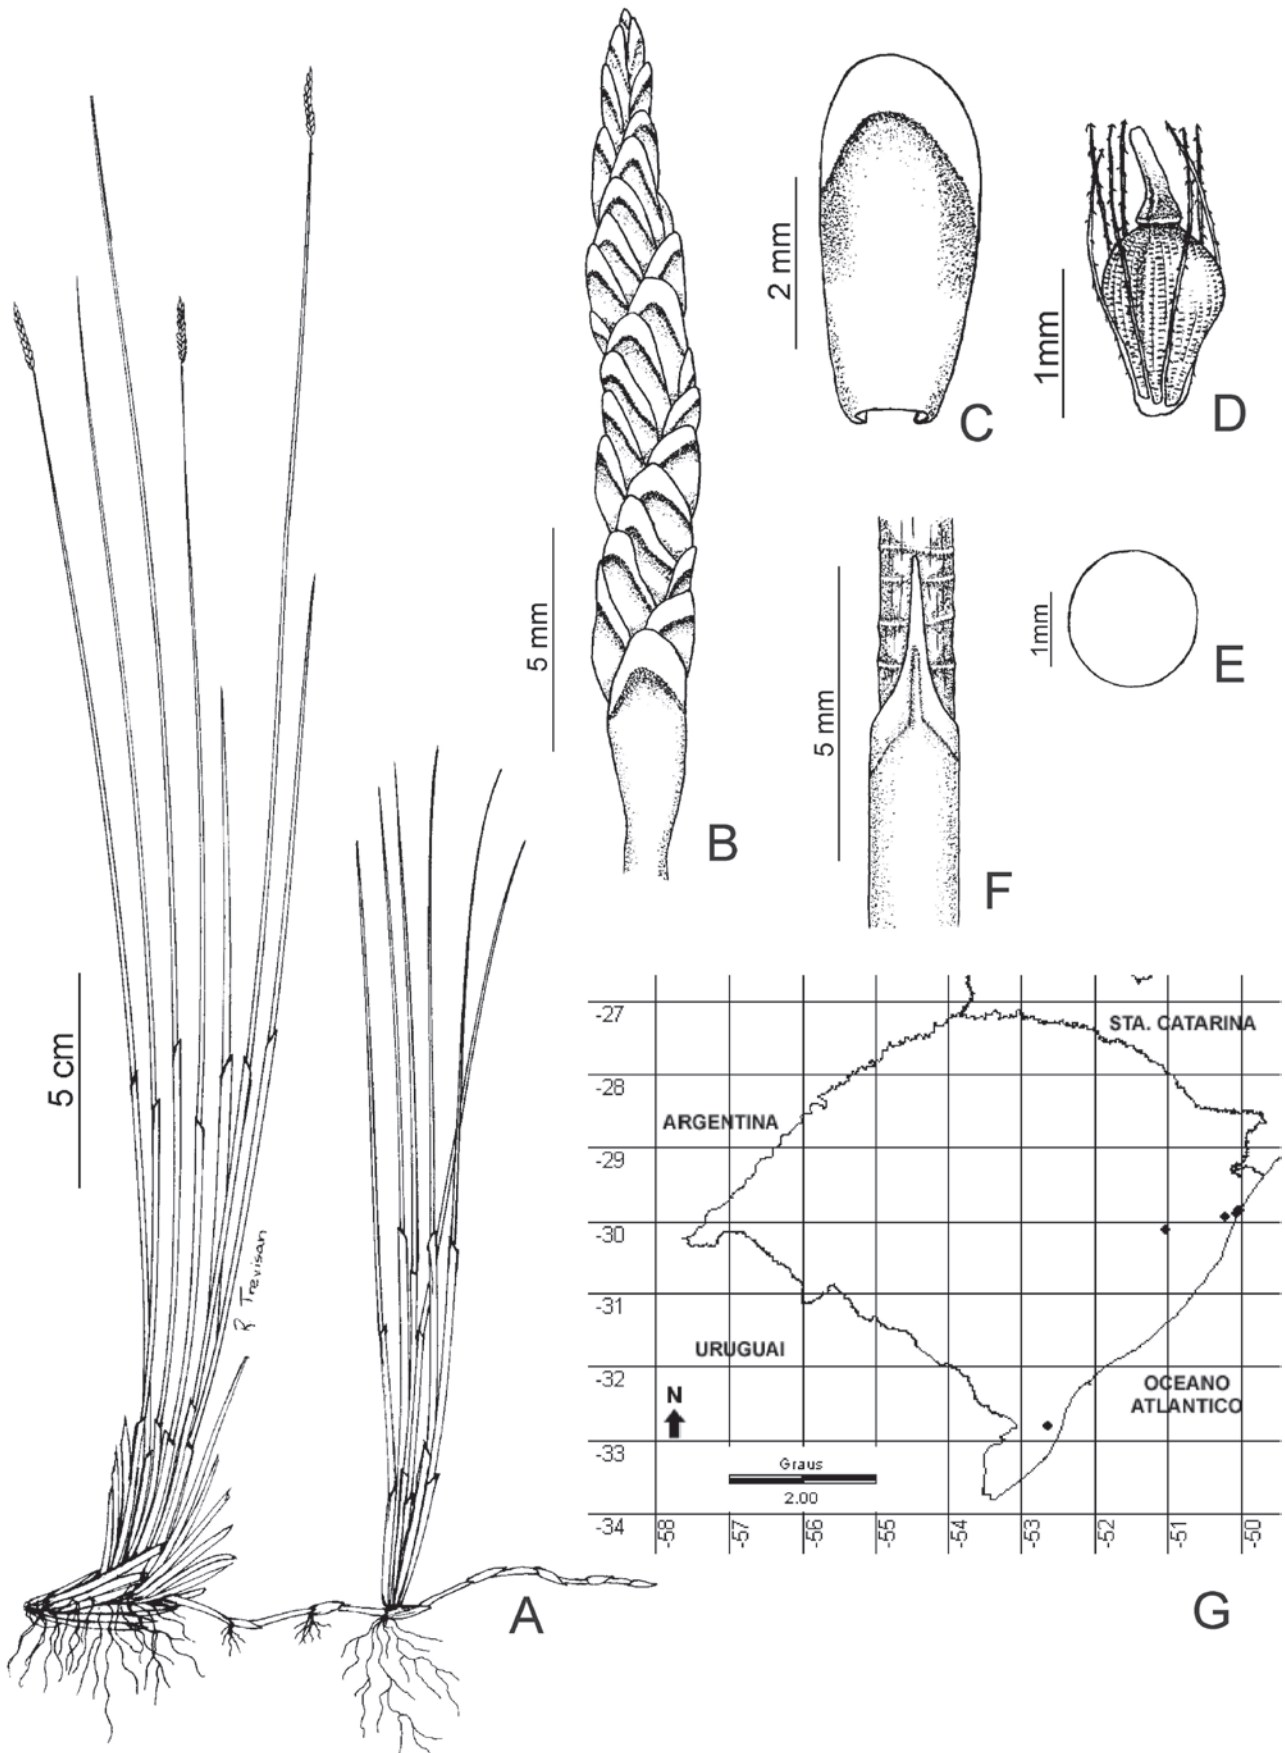 5 cm
R Trevisan
A
5 mm
B
2 mm
C
1mm
D
1mm
E
5 mm
F
-27
-28
-29
-30
-31
-32
-33
-34
STA. CATARINA
ARGENTINA
URUGUAI
OCEANO
ATLANTICO
N
Graus
2.00
-58
-57
-56
-55
-54
-53
-52
-51
-50
G